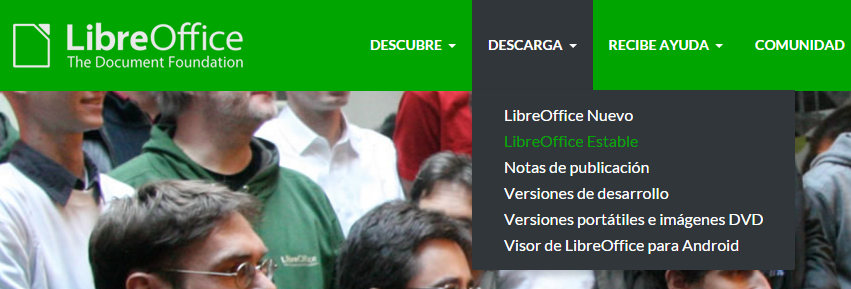 LibreOffice
The Document Foundation
DESCUBRE
DESCARGA
RECIBE AYUDA
COMUNIDAD
LibreOffice Nuevo
LibreOffice Estable
Notas de publicación
Versiones de desarrollo
Versiones portátiles e imágenes DVD
Visor de LibreOffice para Android
LibreOffice